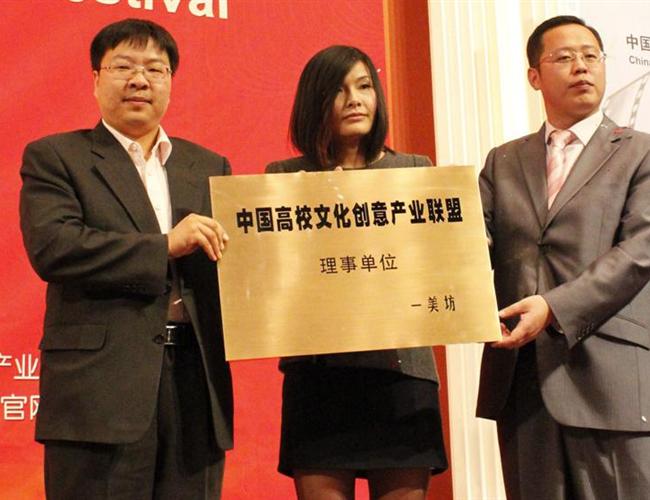 estival
中国
China
中国高校文化创意产业联盟
理事单位
一美坊
产业
官网